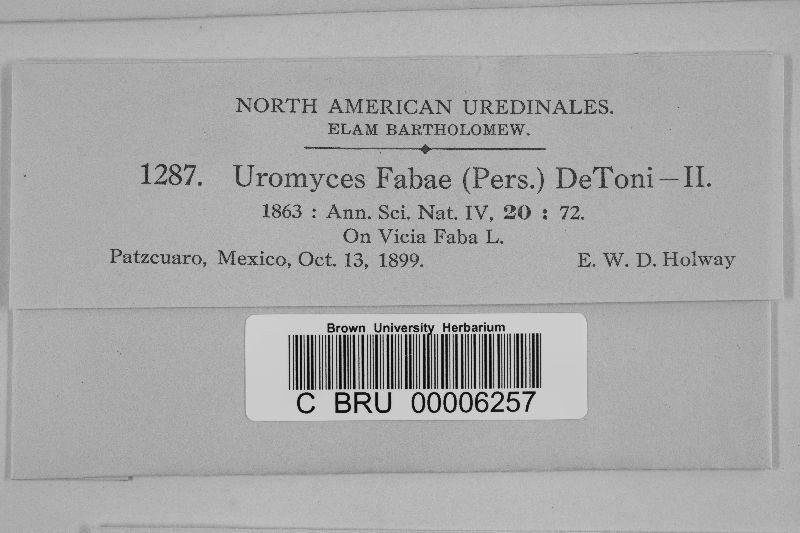 NORTH AMERICAN UREDINALES.
ELAM BARTHOLOMEW.
1287. Uromyces Fabae (Pers.) DeToni—II.
1863 : Ann. Sci. Nat. IV, 20 : 72.
On Vicia Faba L.
Patzcuaro, Mexico, Oct. 13, 1899. E. W. D. Holway
Brown University Herbarium
C BRU 00006257